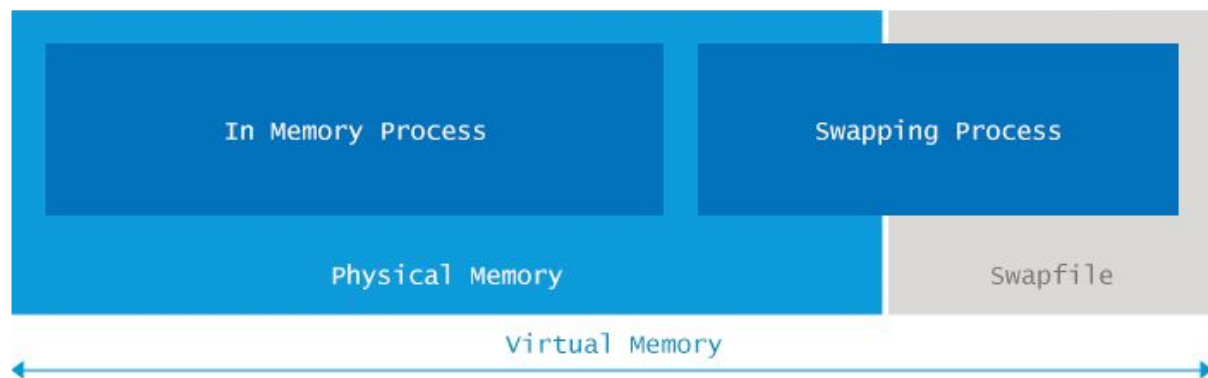 In Memory Process
Swapping Process
Physical Memory
Swapfile
Virtual Memory